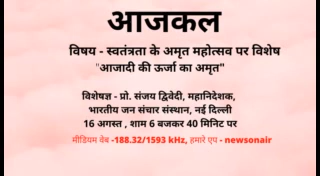 आजकल
विषय - स्वतंत्रता के अमृत महोत्सव पर विशेष
"आजादी की ऊर्जा का अमृत"
विशेषज्ञ - प्रो. संजय द्विवेदी, महानिदेशक,
भारतीय जन संचार संस्थान, नई दिल्ली
16 अगस्त , शाम 6 बजकर 40 मिनिट पर
मीडियम वेब -188.32/1593 kHz, हमारे एप - newsonair